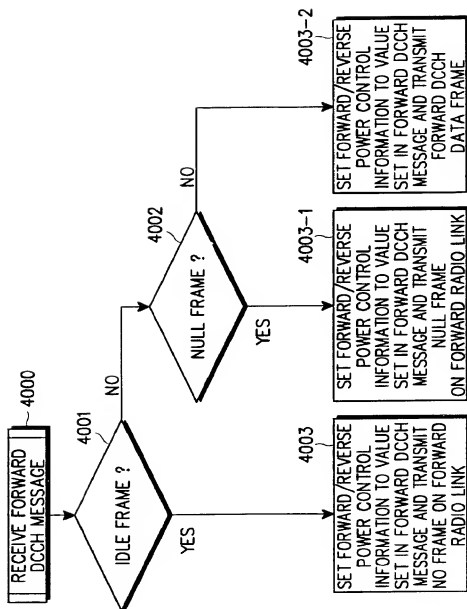 4000
RECEIVE FORWARD
DCCH MESSAGE
4001
IDLE FRAME ?
NO
YES
4002
NULL FRAME ?
NO
YES
4003
SET FORWARD/REVERSE
POWER CONTROL
INFORMATION TO VALUE
SET IN FORWARD DCCH
MESSAGE AND TRANSMIT
NO FRAME ON FORWARD
RADIO LINK
4003-1
SET FORWARD/REVERSE
POWER CONTROL
INFORMATION TO VALUE
SET IN FORWARD DCCH
MESSAGE AND TRANSMIT
NULL FRAME
ON FORWARD RADIO LINK
4003-2
SET FORWARD/REVERSE
POWER CONTROL
INFORMATION TO VALUE
SET IN FORWARD DCCH
MESSAGE AND TRANSMIT
FORWARD DCCH
DATA FRAME